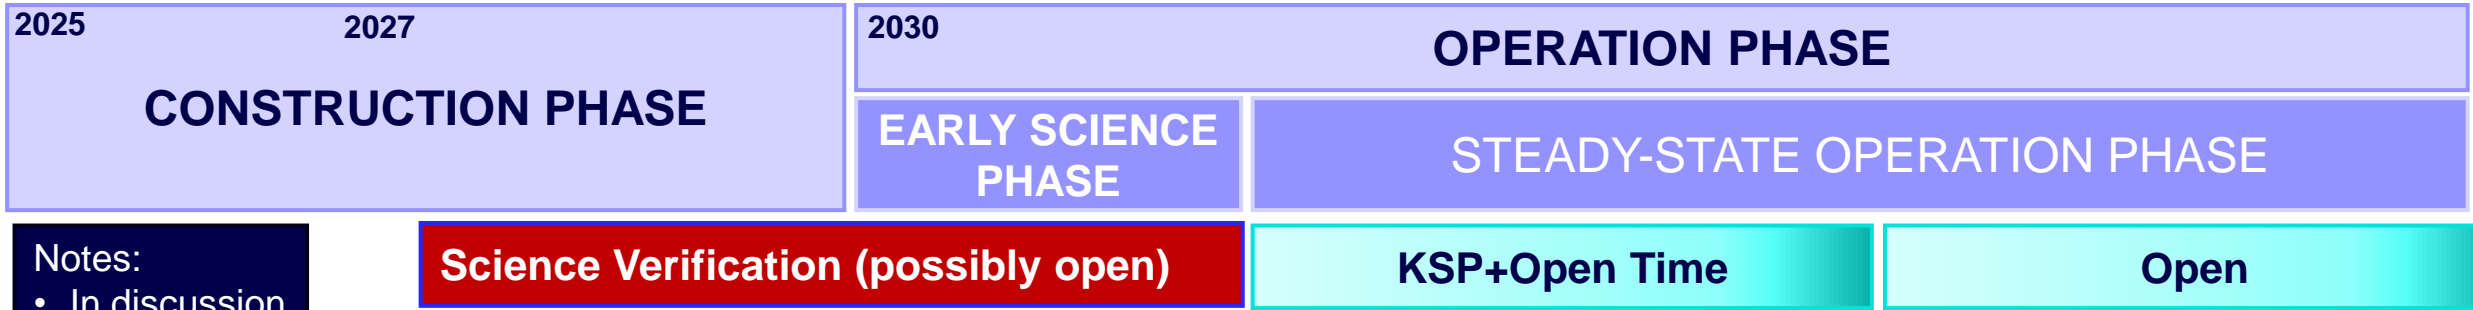 2025
2027
CONSTRUCTION PHASE
2030
OPERATION PHASE
EARLY SCIENCE
PHASE
STEADY-STATE OPERATION PHASE
Notes:
• In discussion
Science Verification (possibly open)
KSP+Open Time
Open